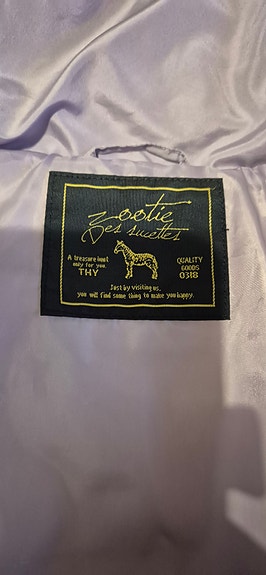 Zootie
Des sucettes
A treasure hunt
only for you.
THY
QUALITY
GOODS
0318
Just by visiting us,
you will find some thing to make you happy.